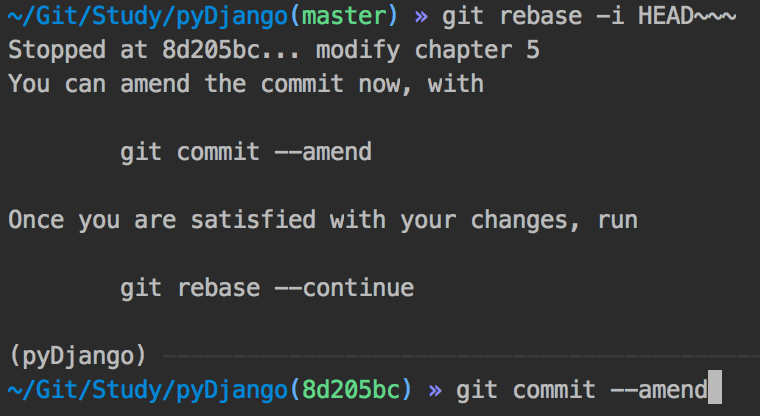 ~/Git/Study/pyDjango(master) » git rebase -i HEAD~~~
Stopped at 8d205bc... modify chapter 5
You can amend the commit now, with
git commit --amend
Once you are satisfied with your changes, run
git rebase --continue
(pyDjango)
~/Git/Study/pyDjango(8d205bc) » git commit --amend